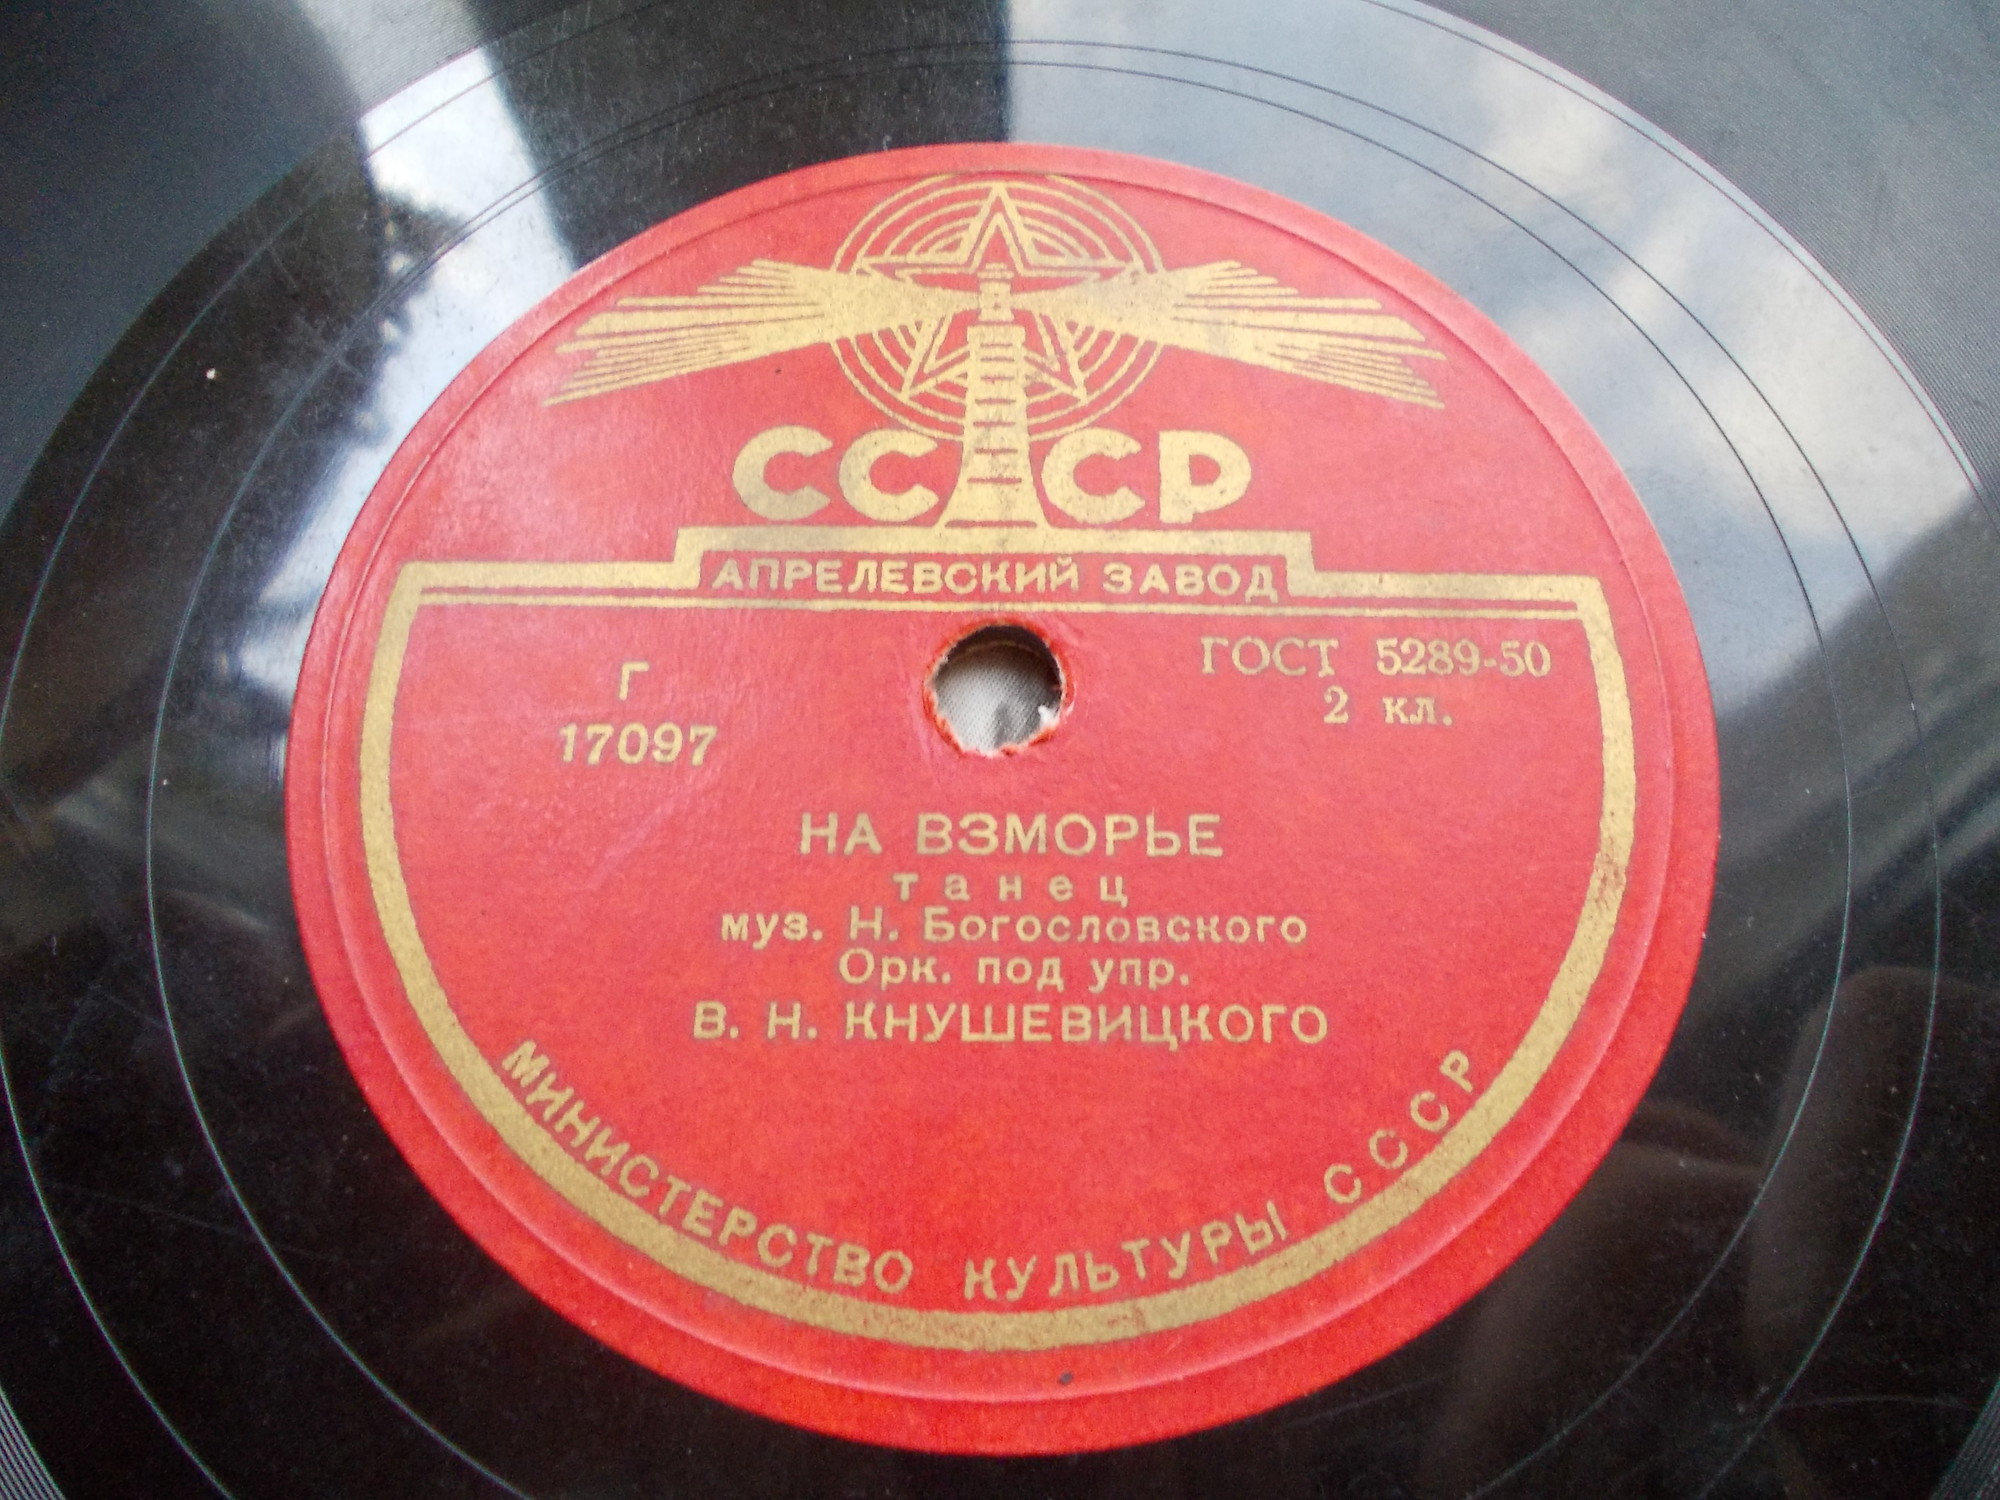 СССР
АПРЕЛЕВСКИЙ ЗАВОД
Г
17097
ГОСТ 5289-50
2 кл.
НА ВЗМОРЬЕ
танец
муз. Н. Богословского
Орк. под упр.
В. Н. КНУШЕВИЦКОГО
МИНИСТЕРСТВО КУЛЬТУРЫ СССР